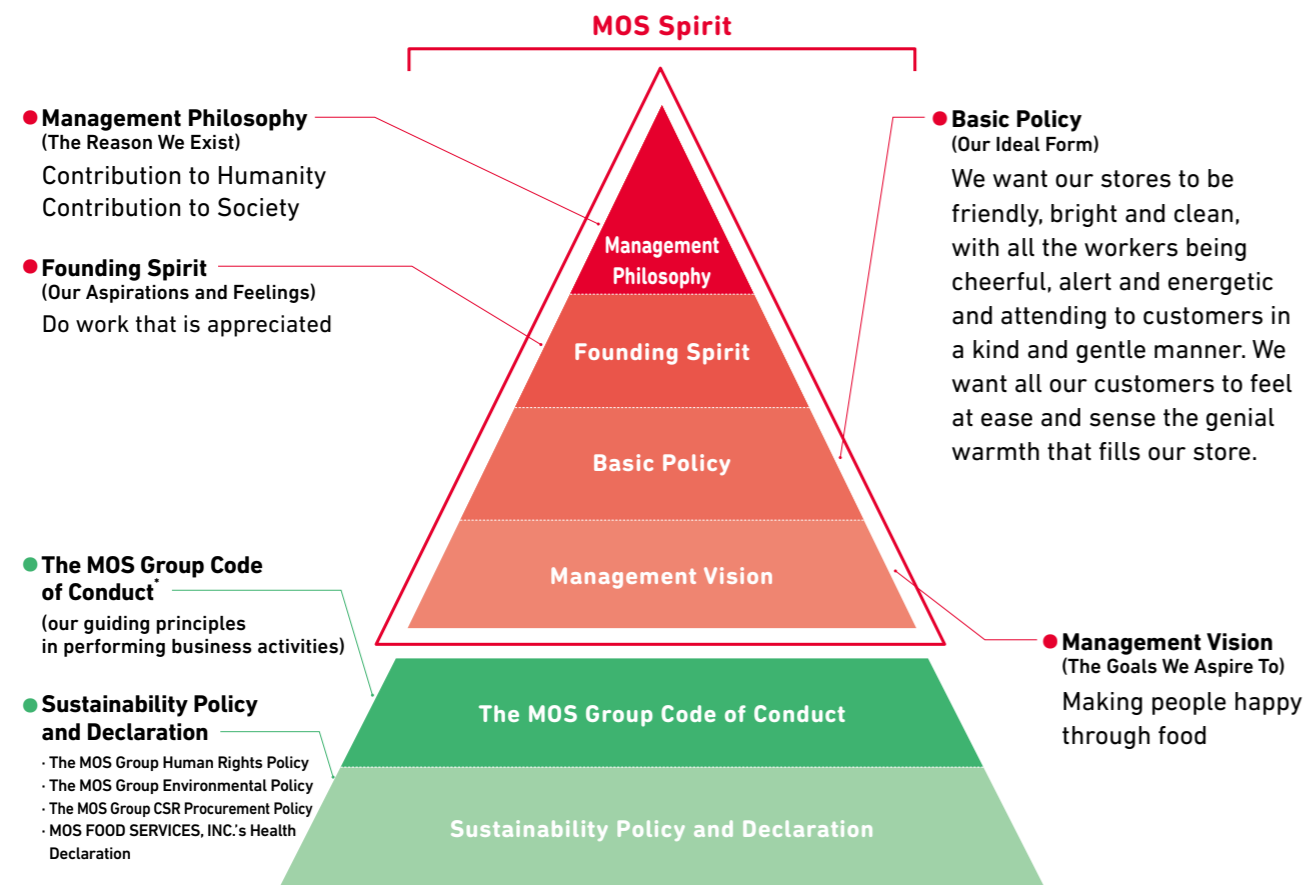 MOS Spirit
● Management Philosophy
(The Reason We Exist)
Contribution to Humanity
Contribution to Society
● Founding Spirit
(Our Aspirations and Feelings)
Do work that is appreciated
● The MOS Group Code
of Conduct*
(our guiding principles
in performing business activities)
● Sustainability Policy
and Declaration
· The MOS Group Human Rights Policy
· The MOS Group Environmental Policy
· The MOS Group CSR Procurement Policy
· MOS FOOD SERVICES, INC.'s Health
Declaration
Management
Philosophy
Founding Spirit
Basic Policy
Management Vision
The MOS Group Code of Conduct
Sustainability Policy and Declaration
● Basic Policy
(Our Ideal Form)
We want our stores to be
friendly, bright and clean,
with all the workers being
cheerful, alert and energetic
and attending to customers in
a kind and gentle manner. We
want all our customers to feel
at ease and sense the genial
warmth that fills our store.
● Management Vision
(The Goals We Aspire To)
Making people happy
through food